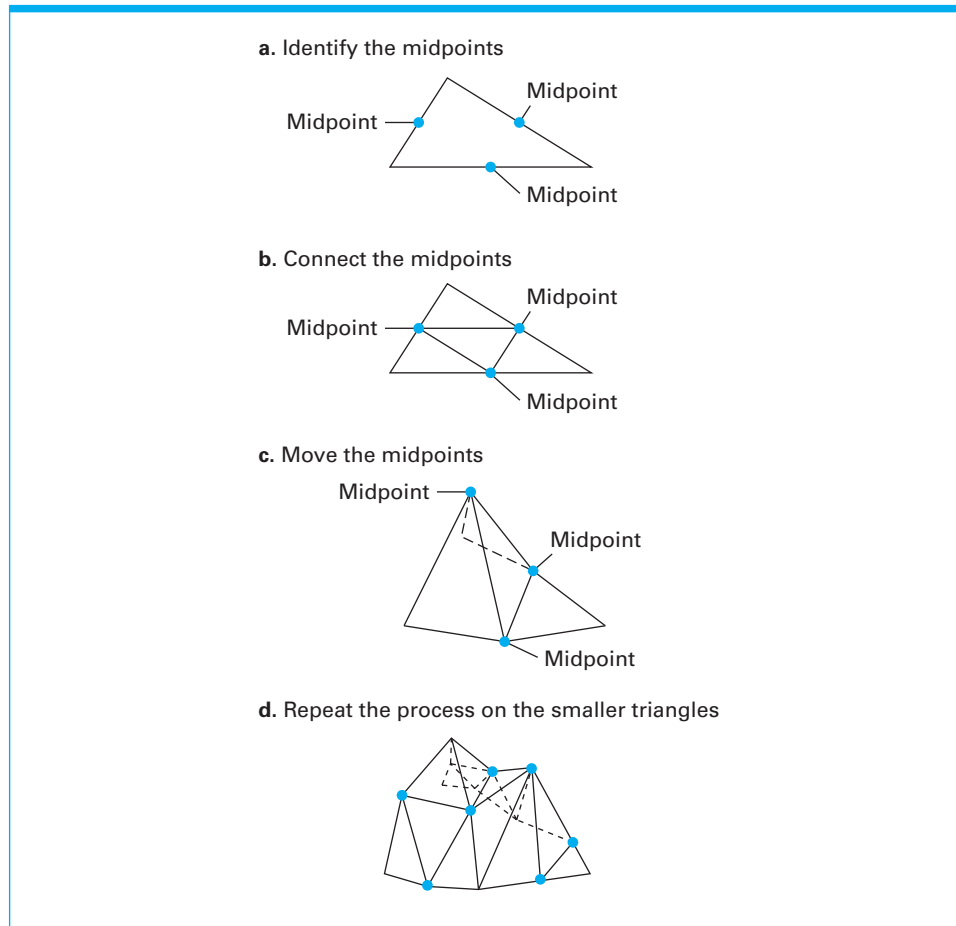 a. Identify the midpoints
Midpoint
Midpoint
Midpoint
b. Connect the midpoints
Midpoint
Midpoint
Midpoint
c. Move the midpoints
Midpoint
Midpoint
Midpoint
d. Repeat the process on the smaller triangles